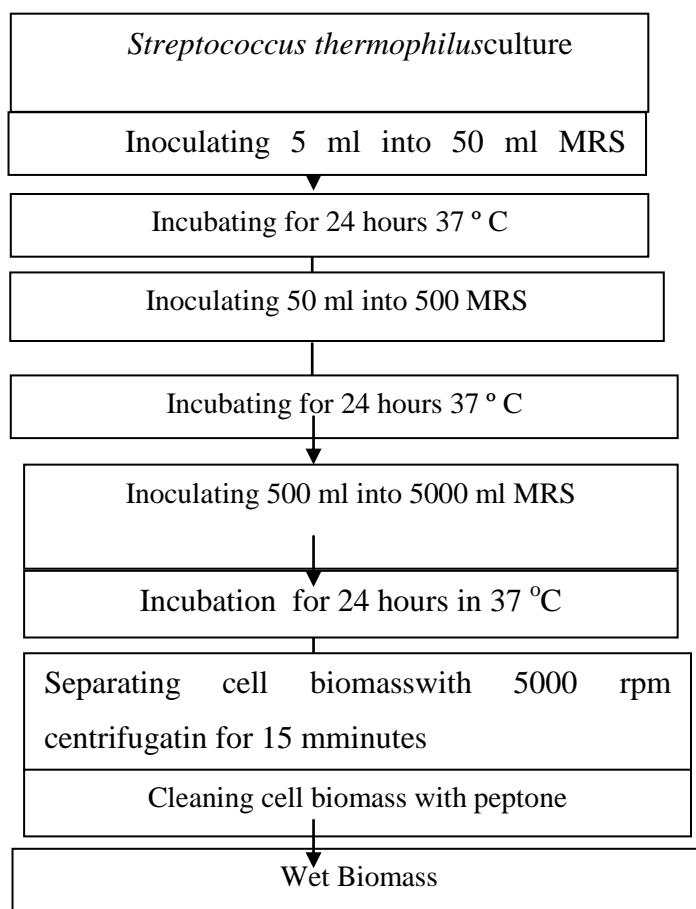 Streptococcus thermophilusculture
Inoculating 5 ml into 50 ml MRS
Incubating for 24 hours 37 º C
Inoculating 50 ml into 500 MRS
Incubating for 24 hours 37 º C
Inoculating 500 ml into 5000 ml MRS
Incubation for 24 hours in 37 °C
Separating cell biomasswith 5000 rpm
centrifugatin for 15 mminutes
Cleaning cell biomass with peptone
Wet Biomass